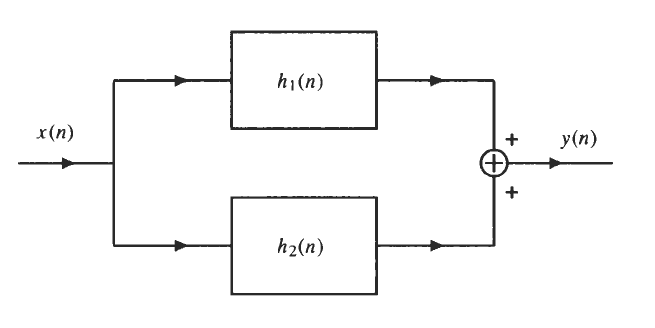 h₁(n)
x(n)
+
y(n)
+
+
h₂(n)